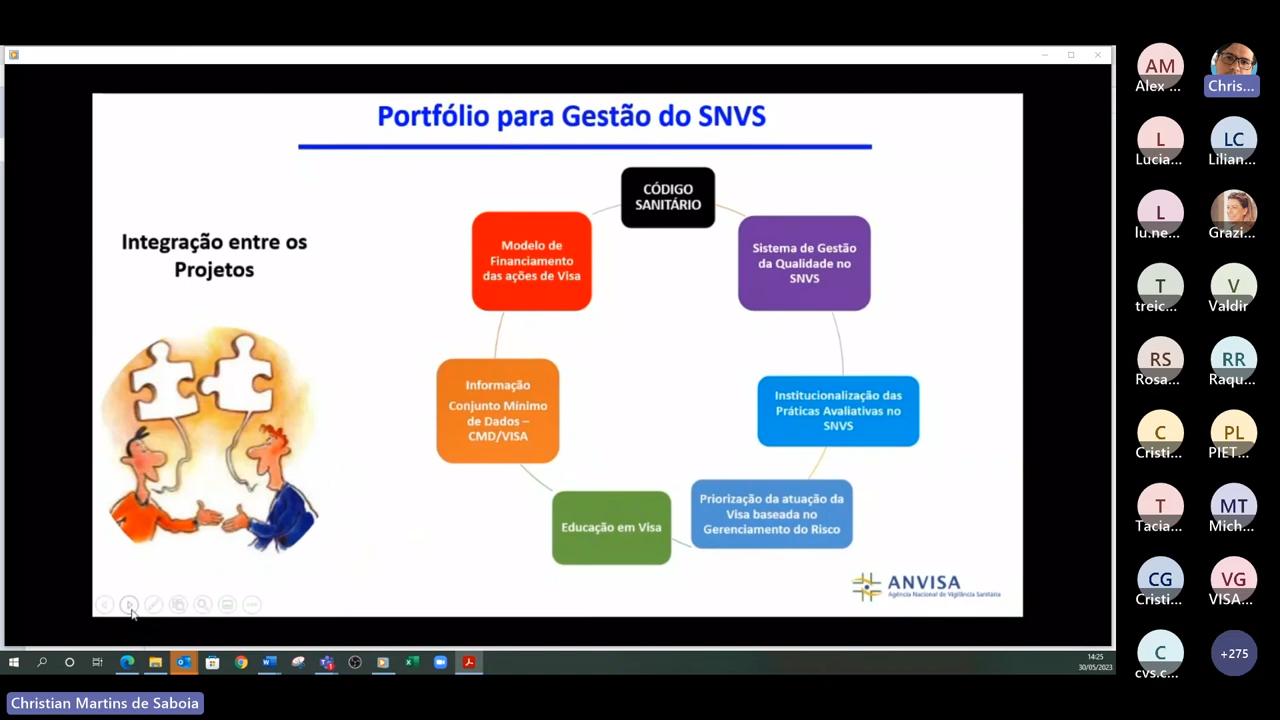 Portfólio para Gestão do SNVS
Integração entre os
Projetos
CÓDIGO
SANITÁRIO
Sistema de Gestão
da Qualidade no
SNVS
Institucionalização das
Práticas Avaliativas no
SNVS
Priorização da atuação da
Visa baseada no
Gerenciamento do Risco
Educação em Visa
Informação
Conjunto Mínimo
de Dados –
CMD/VISA
Modelo de
Financiamento
das ações de Visa
ANVISA
Agência Nacional de Vigilância Sanitária
14:25
30/05/2023
Christian Martins de Saboia
AM
Alex ...
Chris...
L
Lucia...
LC
Lilian...
L
lu.ne...
Grazi...
T
treic...
V
Valdir
RS
Rosa...
RR
Raqu...
C
Cristi...
PL
PIET...
T
Tacia...
MT
Mich...
CG
Cristi...
VG
VISA...
C
cvs.c...
+275